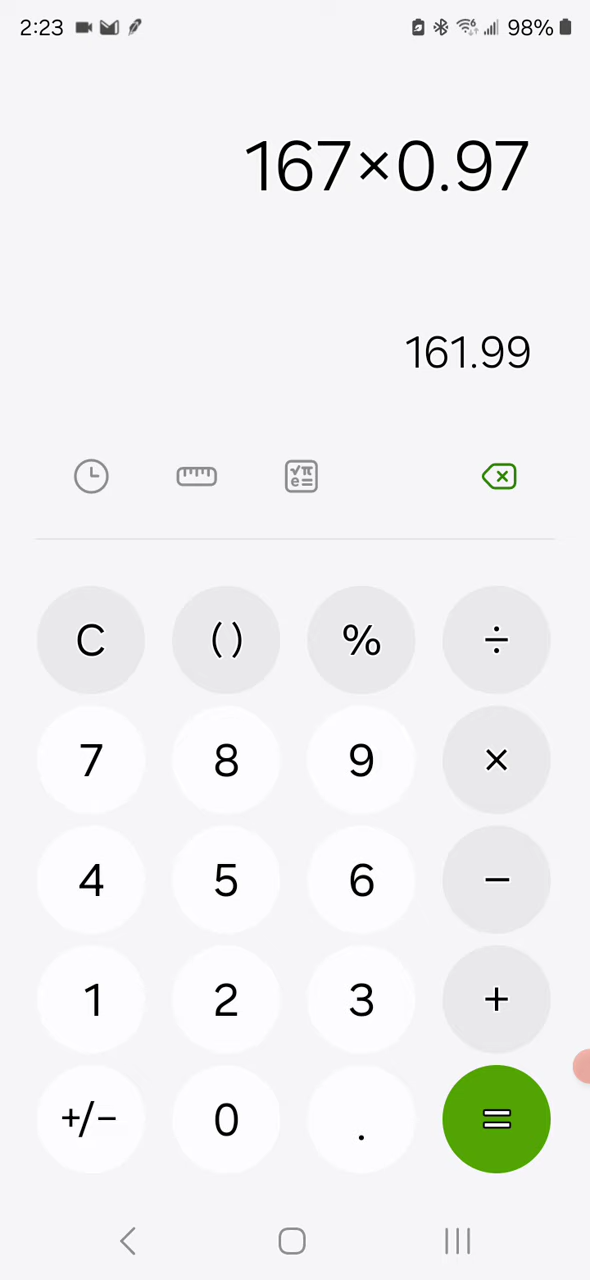 2:23 98%
167×0.97
161.99
√π
e=
C () % ÷
7 8 9 ×
4 5 6 −
1 2 3 +
+/− 0 . =